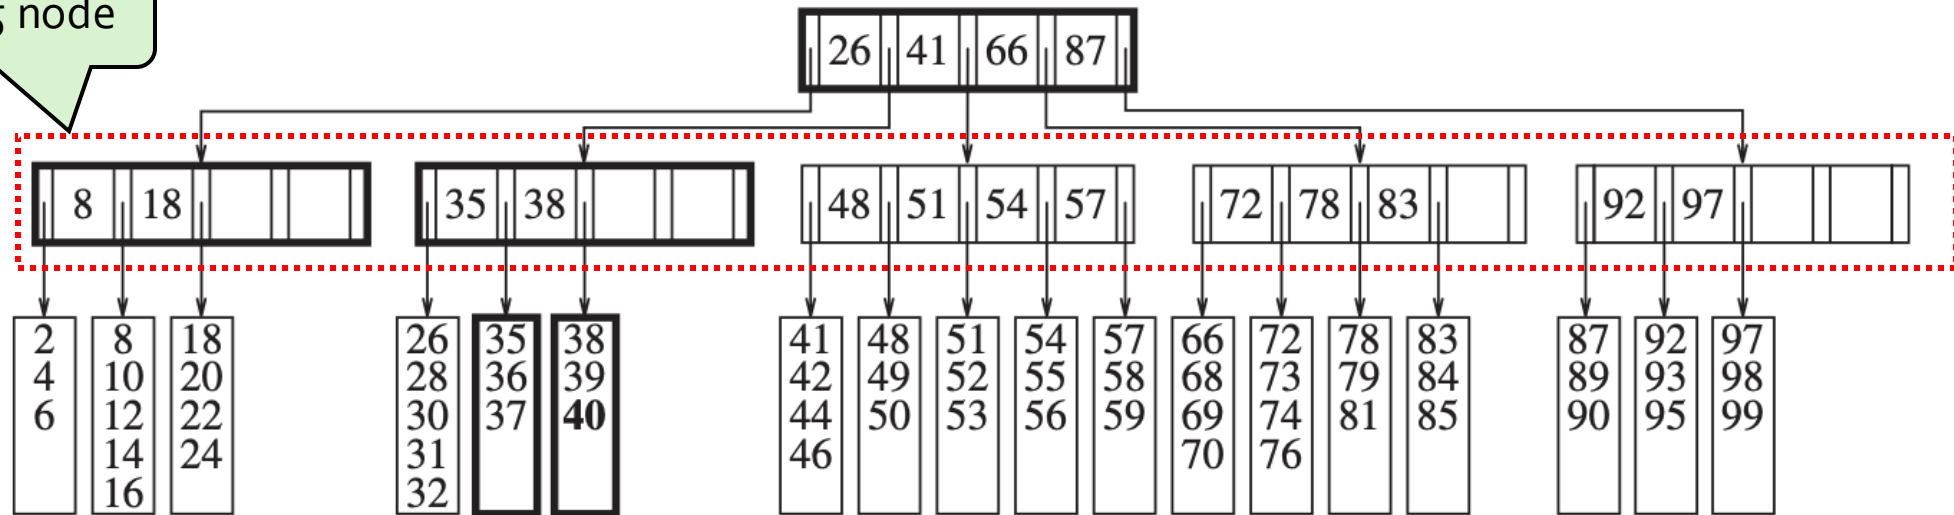 node
26 41 66 87
8 18 35 38 48 51 54 57 72 78 83 92 97
2 8 18 26 35 38 41 48 51 54 57 66 72 78 83 87 92 97
4 10 20 28 36 39 42 49 52 55 58 68 73 79 84 89 93 98
6 12 22 30 37 40 44 50 53 56 59 69 74 81 85 90 95 99
14 24 31 46 70 76
16 32